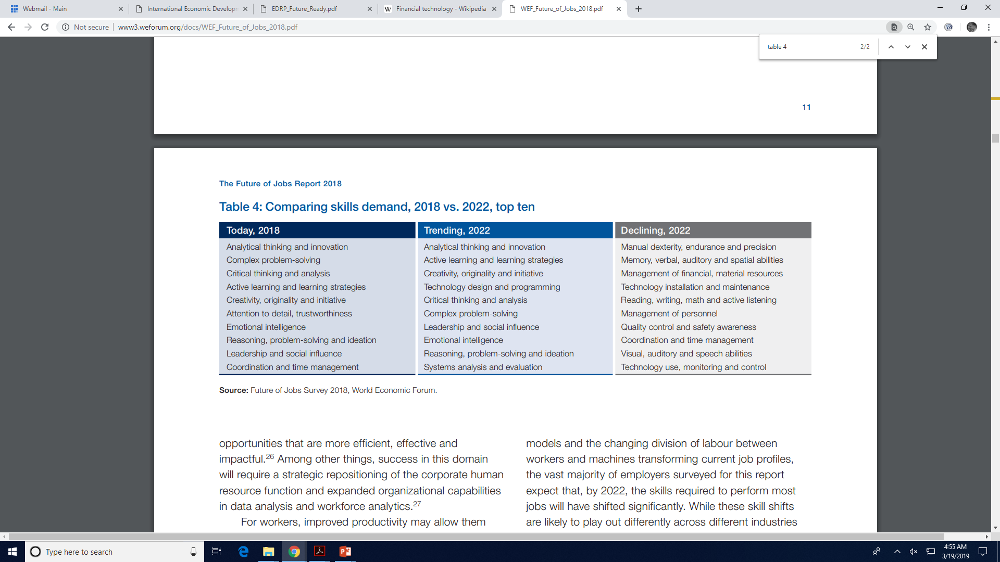 Webmail - Main
International Economic Developm
EDRP_Future_Ready.pdf
W Financial technology - Wikipedia
WEF_Future_of_Jobs_2018.pdf
Not secure
www3.weforum.org/docs/WEF_Future_of_Jobs_2018.pdf
table 4
2/2
11
The Future of Jobs Report 2018
Table 4: Comparing skills demand, 2018 vs. 2022, top ten
Today, 2018
Analytical thinking and innovation
Complex problem-solving
Critical thinking and analysis
Active learning and learning strategies
Creativity, originality and initiative
Attention to detail, trustworthiness
Emotional intelligence
Reasoning, problem-solving and ideation
Leadership and social influence
Coordination and time management
Trending, 2022
Analytical thinking and innovation
Active learning and learning strategies
Creativity, originality and initiative
Technology design and programming
Critical thinking and analysis
Complex problem-solving
Leadership and social influence
Emotional intelligence
Reasoning, problem-solving and ideation
Systems analysis and evaluation
Declining, 2022
Manual dexterity, endurance and precision
Memory, verbal, auditory and spatial abilities
Management of financial, material resources
Technology installation and maintenance
Reading, writing, math and active listening
Management of personnel
Quality control and safety awareness
Coordination and time management
Visual, auditory and speech abilities
Technology use, monitoring and control
Source: Future of Jobs Survey 2018, World Economic Forum.
opportunities that are more efficient, effective and
impactful.26 Among other things, success in this domain
will require a strategic repositioning of the corporate human
resource function and expanded organizational capabilities
in data analysis and workforce analytics.27
For workers, improved productivity may allow them
models and the changing division of labour between
workers and machines transforming current job profiles,
the vast majority of employers surveyed for this report
expect that, by 2022, the skills required to perform most
jobs will have shifted significantly. While these skill shifts
are likely to play out differently across different industries
Type here to search
4:55 AM
3/19/2019